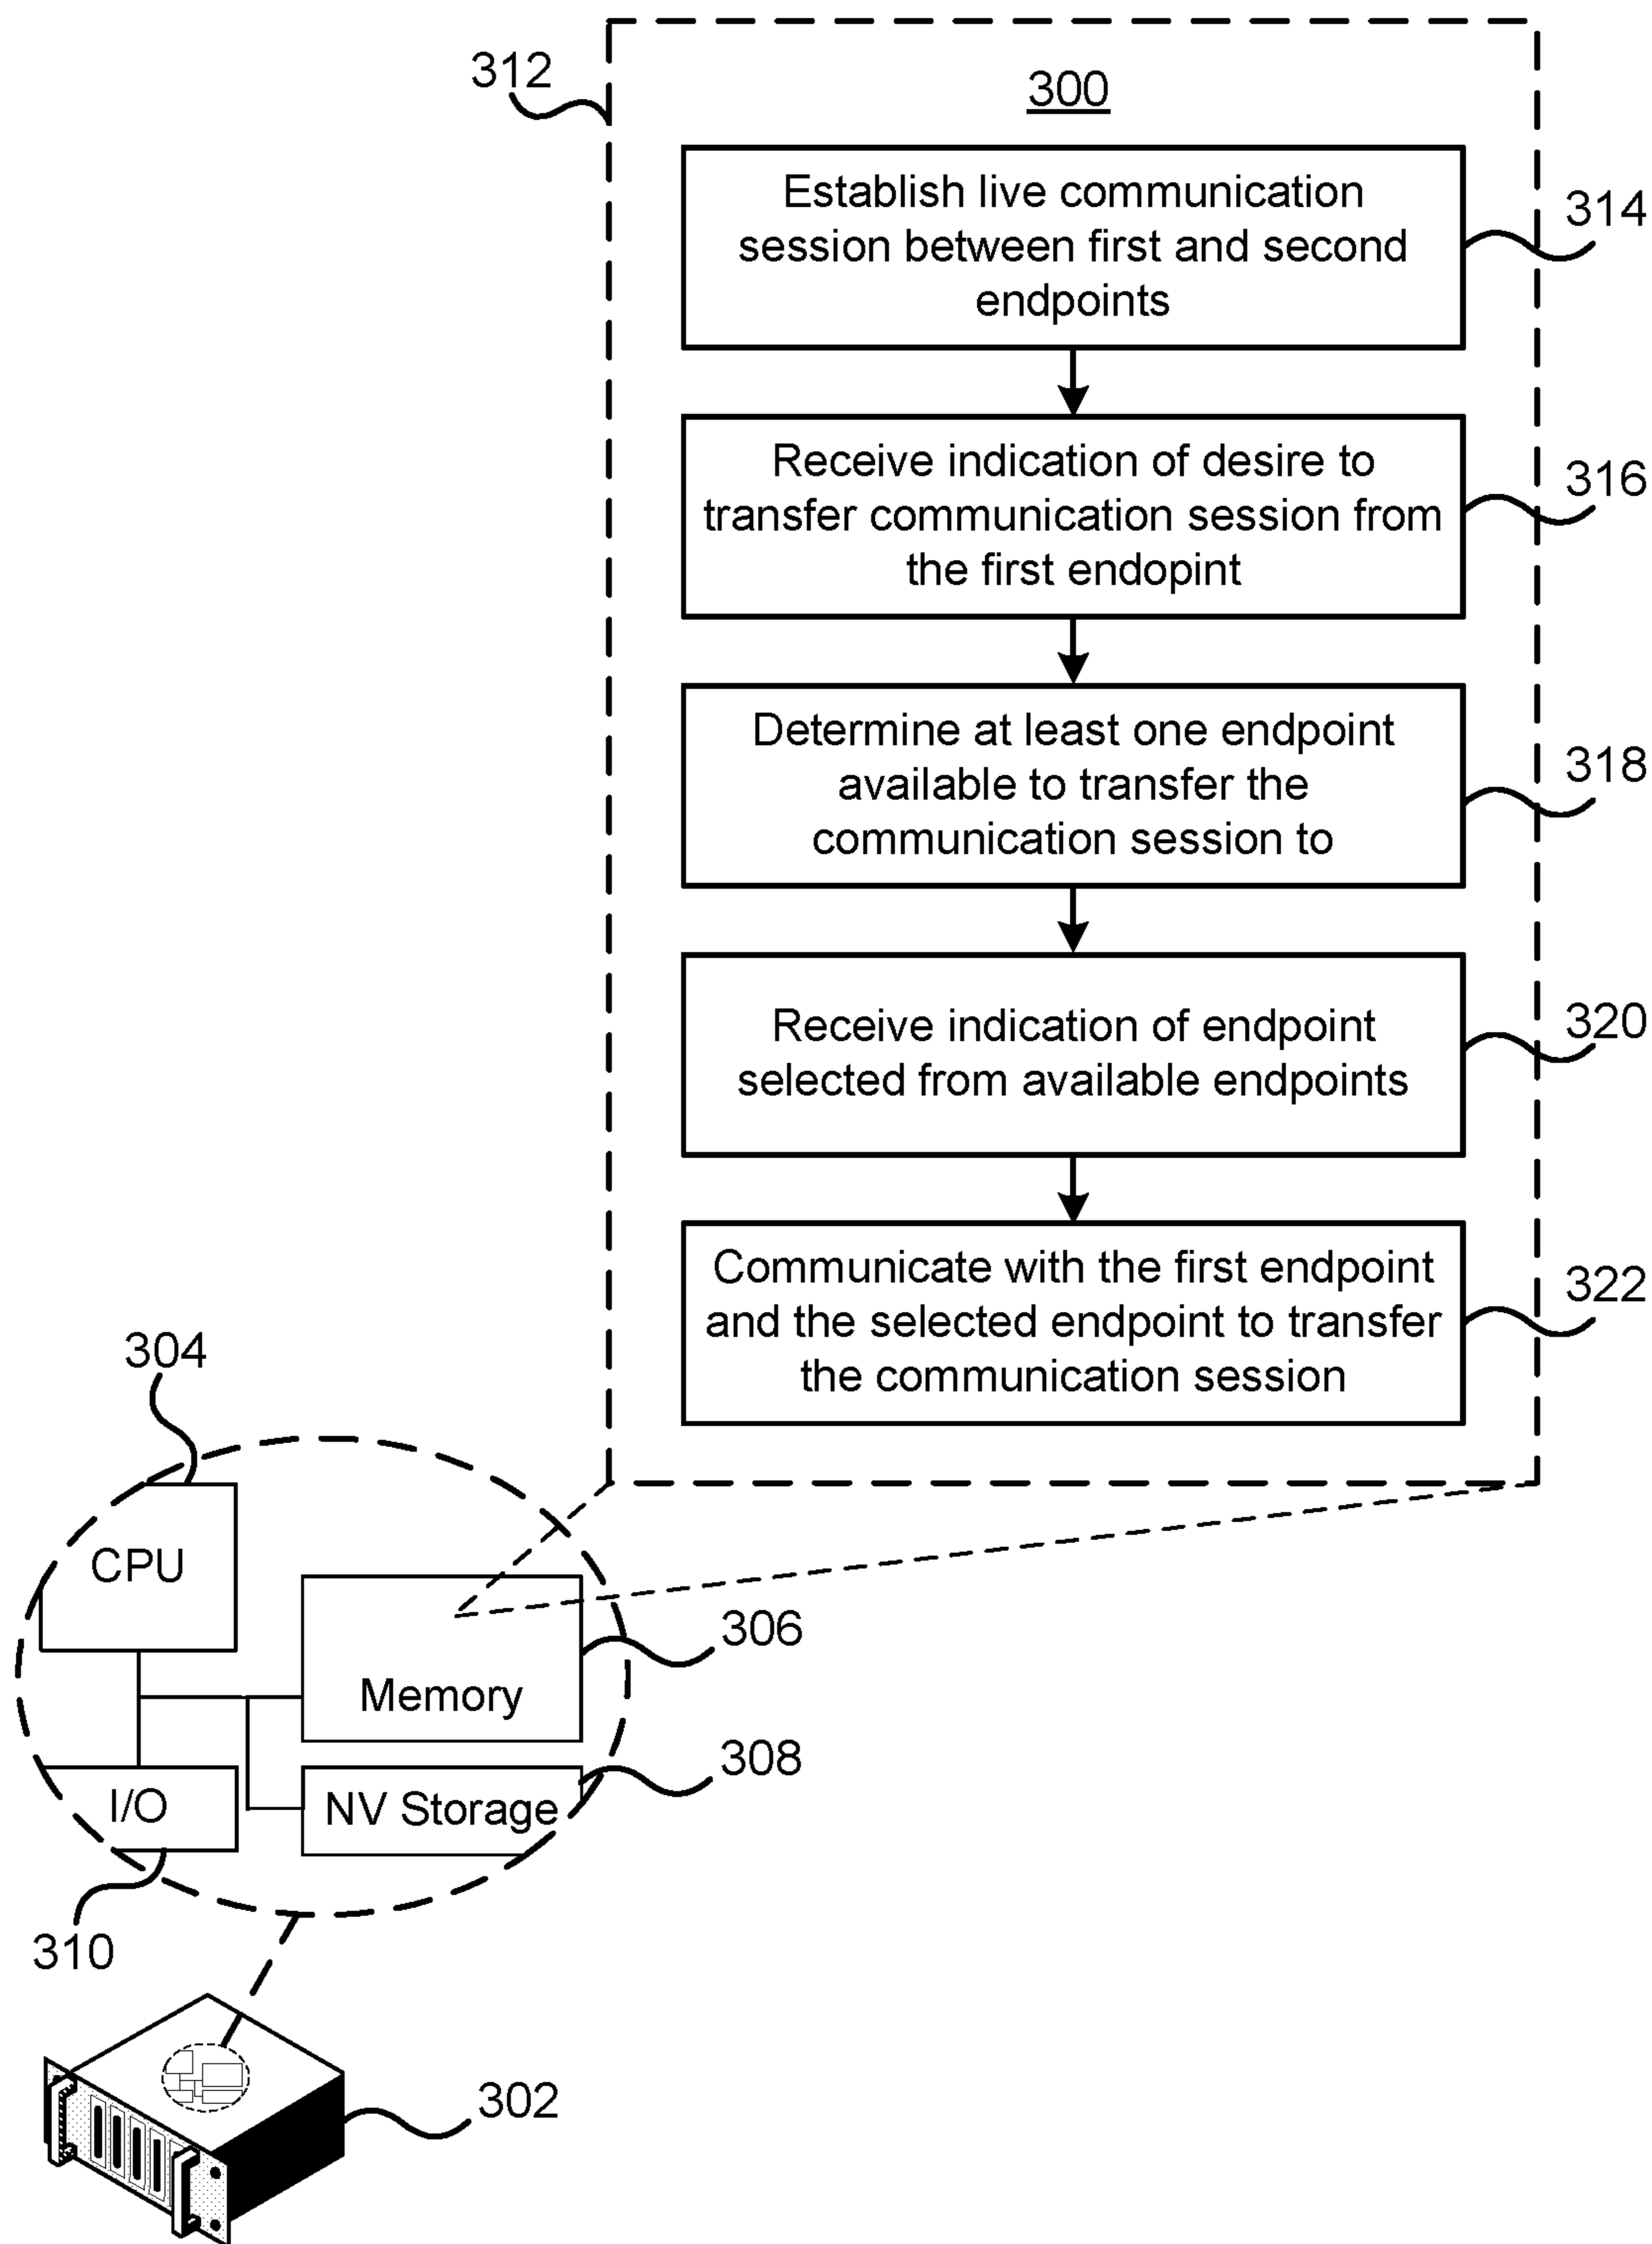 312
300
Establish live communication
session between first and second
endpoints
314
Receive indication of desire to
transfer communication session from
the first endopint
316
Determine at least one endpoint
available to transfer the
communication session to
318
Receive indication of endpoint
selected from available endpoints
320
Communicate with the first endpoint
and the selected endpoint to transfer
the communication session
322
304
CPU
306
Memory
308
I/O
NV Storage
310
302